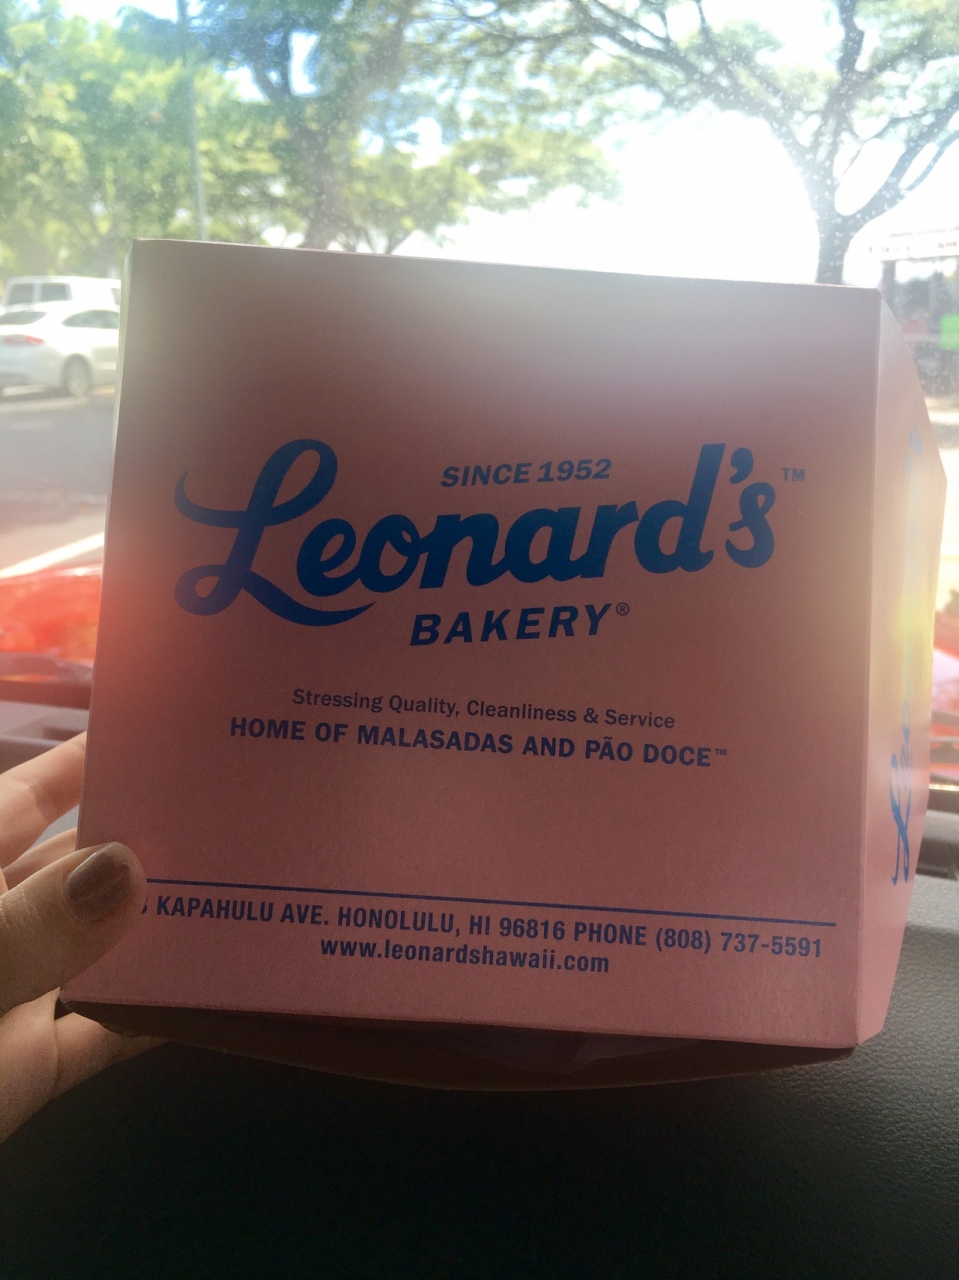 SINCE 1952
Leonard's™
BAKERY®
Stressing Quality, Cleanliness & Service
HOME OF MALASADAS AND PÃO DOCE™
KAPAHULU AVE. HONOLULU, HI 96816 PHONE (808) 737-5591
www.leonardshawaii.com